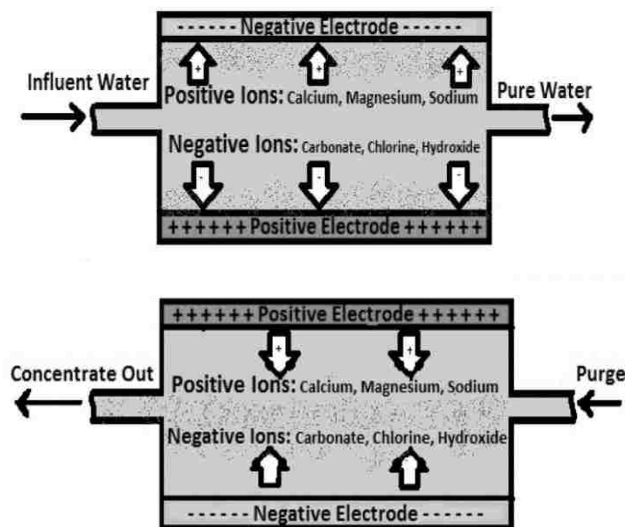 - - - - - - Negative Electrode - - - - - -
+ + +
Influent Water
Pure Water
Positive Ions: Calcium, Magnesium, Sodium
Negative Ions: Carbonate, Chlorine, Hydroxide
- - -
++++++ Positive Electrode ++++++
++++++ Positive Electrode ++++++
+ +
Concentrate Out
Purge
Positive Ions: Calcium, Magnesium, Sodium
Negative Ions: Carbonate, Chlorine, Hydroxide
- -
- - - - - - Negative Electrode - - - - - -